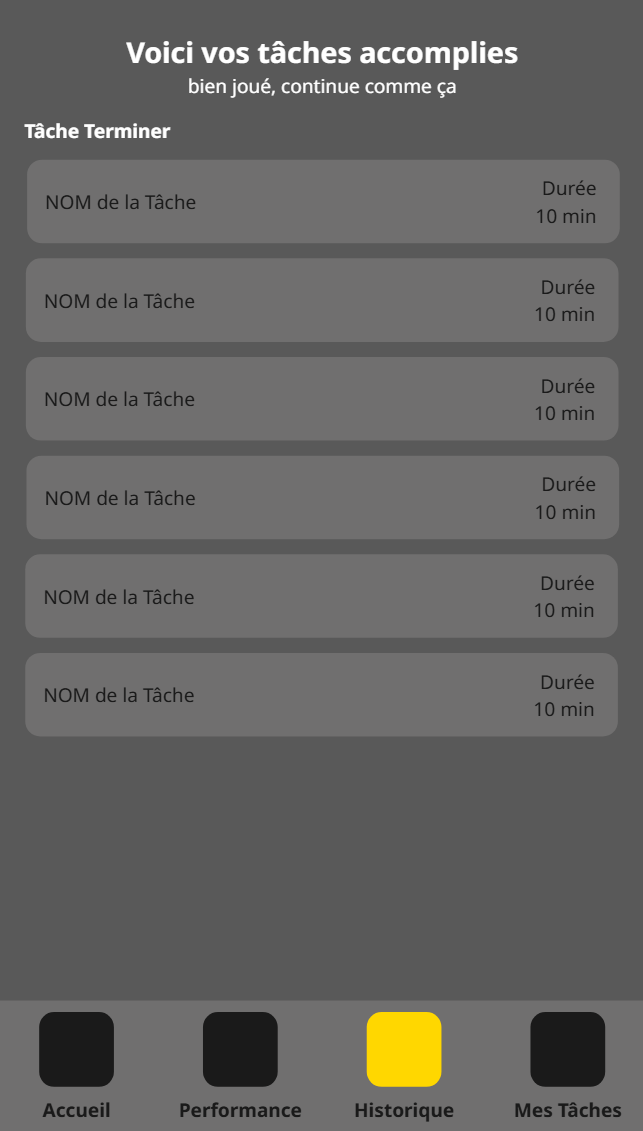 Voici vos tâches accomplies
bien joué, continue comme ça
Tâche Terminer
NOM de la Tâche
Durée
10 min
NOM de la Tâche
Durée
10 min
NOM de la Tâche
Durée
10 min
NOM de la Tâche
Durée
10 min
NOM de la Tâche
Durée
10 min
NOM de la Tâche
Durée
10 min
Accueil
Performance
Historique
Mes Tâches